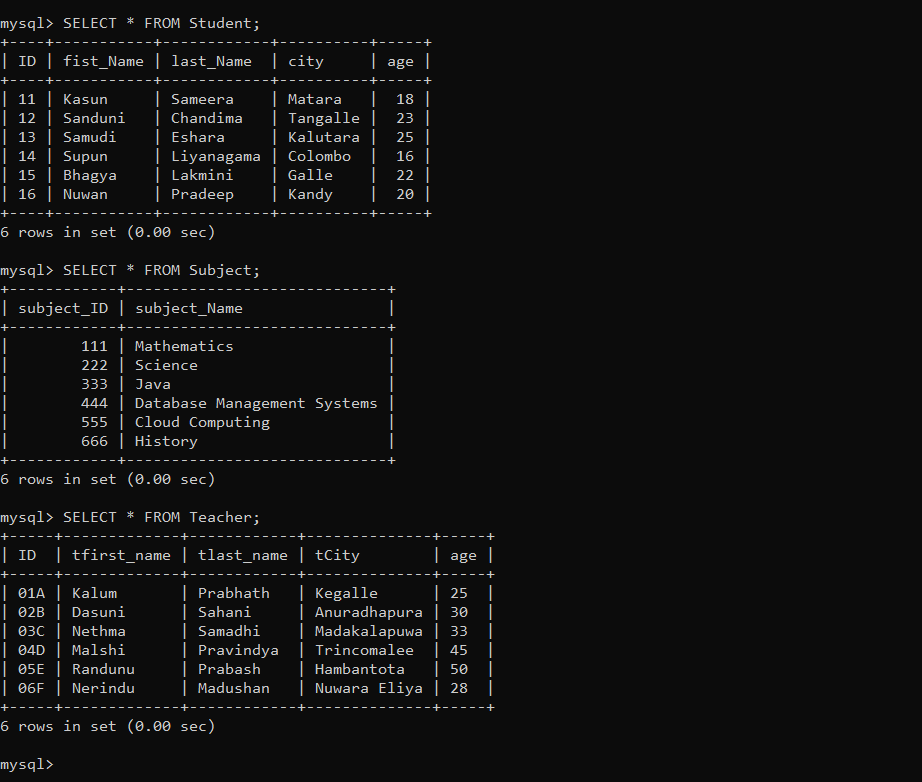 mysql> SELECT * FROM Student;
+----+-----------+------------+----------+-----+
| ID | fist_Name | last_Name  | city     | age |
+----+-----------+------------+----------+-----+
| 11 | Kasun     | Sameera    | Matara   |  18 |
| 12 | Sanduni   | Chandima   | Tangalle |  23 |
| 13 | Samudi    | Eshara     | Kalutara |  25 |
| 14 | Supun     | Liyanagama | Colombo  |  16 |
| 15 | Bhagya    | Lakmini    | Galle    |  22 |
| 16 | Nuwan     | Pradeep    | Kandy    |  20 |
+----+-----------+------------+----------+-----+
6 rows in set (0.00 sec)

mysql> SELECT * FROM Subject;
+------------+-----------------------------+
| subject_ID | subject_Name                |
+------------+-----------------------------+
|        111 | Mathematics                 |
|        222 | Science                     |
|        333 | Java                        |
|        444 | Database Management Systems |
|        555 | Cloud Computing             |
|        666 | History                     |
+------------+-----------------------------+
6 rows in set (0.00 sec)

mysql> SELECT * FROM Teacher;
+-----+-------------+------------+--------------+-----+
| ID  | tfirst_name | tlast_name | tCity        | age |
+-----+-------------+------------+--------------+-----+
| 01A | Kalum       | Prabhath   | Kegalle      | 25  |
| 02B | Dasuni      | Sahani     | Anuradhapura | 30  |
| 03C | Nethma      | Samadhi    | Madakalapuwa | 33  |
| 04D | Malshi      | Pravindya  | Trincomalee  | 45  |
| 05E | Randunu     | Prabash    | Hambantota   | 50  |
| 06F | Nerindu     | Madushan   | Nuwara Eliya | 28  |
+-----+-------------+------------+--------------+-----+
6 rows in set (0.00 sec)

mysql>